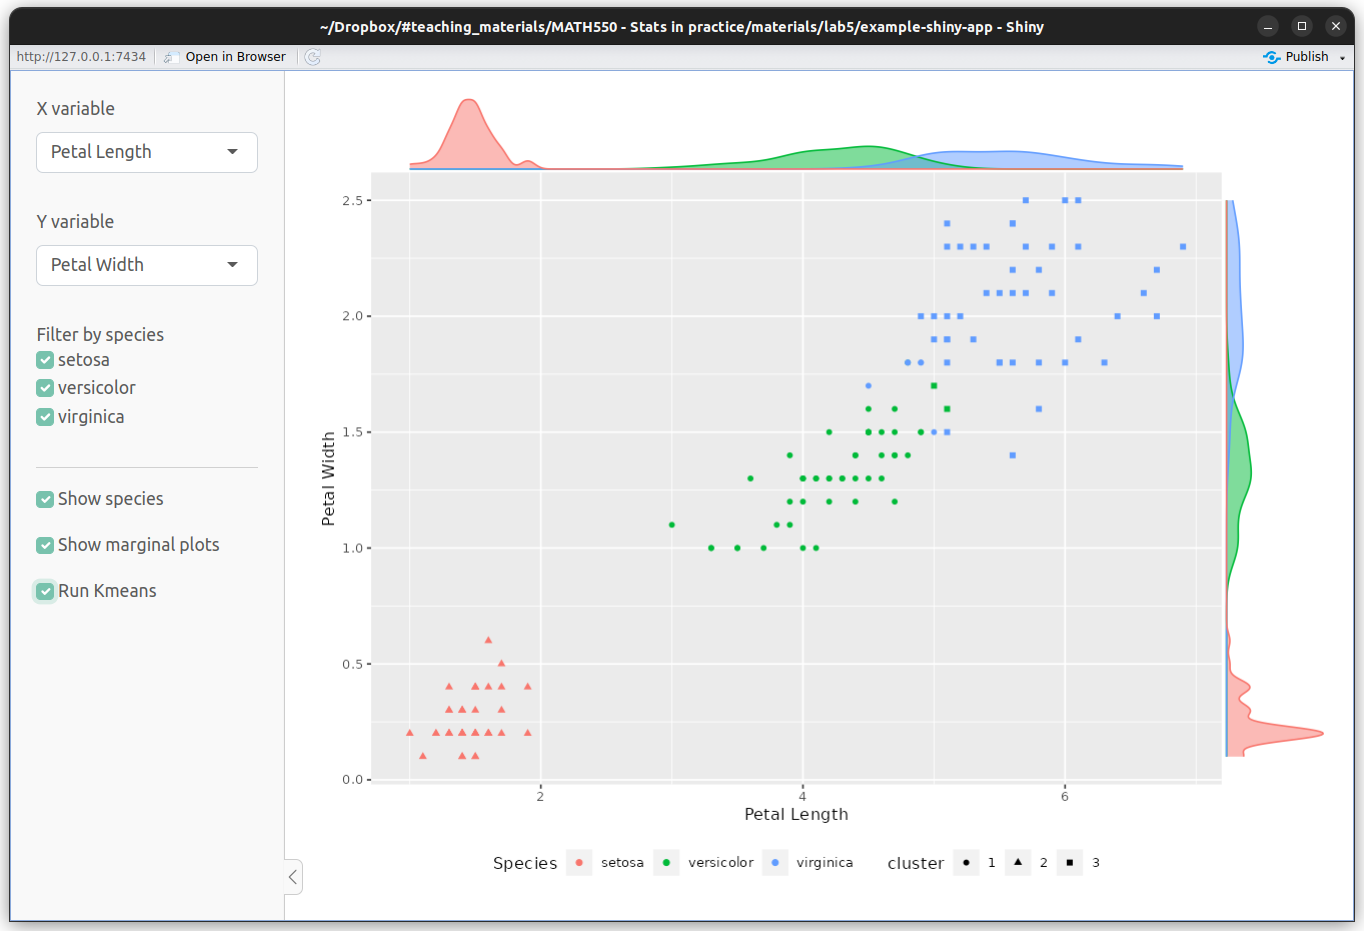 ~/Dropbox/#teaching_materials/MATH550 - Stats in practice/materials/lab5/example-shiny-app - Shiny
http://127.0.0.1:7434 Open in Browser Publish
X variable
Petal Length
Y variable
Petal Width
Filter by species
setosa
versicolor
virginica
Show species
Show marginal plots
Run Kmeans
2.5
2.0
1.5
1.0
0.5
0.0
Petal Width
2 4 6
Petal Length
Species setosa versicolor virginica cluster 1 2 3